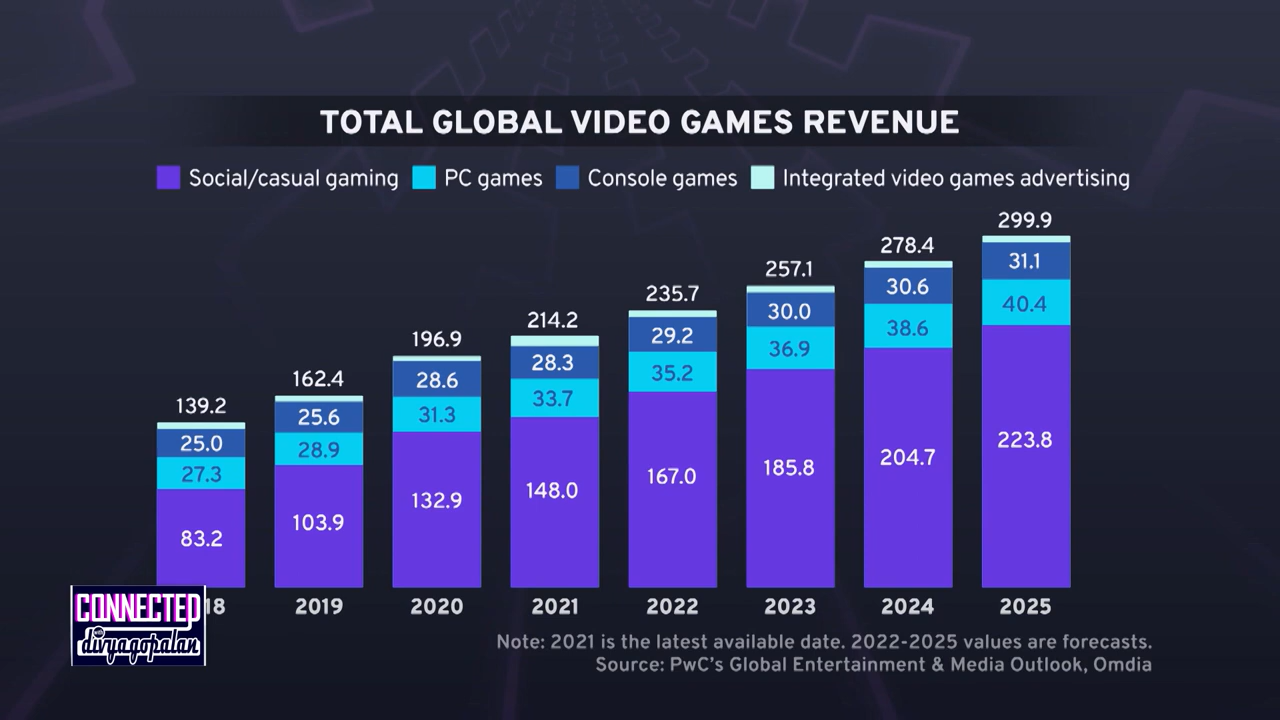 TOTAL GLOBAL VIDEO GAMES REVENUE
Social/casual gaming PC games Console games Integrated video games advertising
139.2 162.4 196.9 214.2 235.7 257.1 278.4 299.9
25.0 25.6 28.6 28.3 29.2 30.0 30.6 31.1
27.3 28.9 31.3 33.7 35.2 36.9 38.6 40.4
83.2 103.9 132.9 148.0 167.0 185.8 204.7 223.8
18 2019 2020 2021 2022 2023 2024 2025
CONNECTED
with
divyagopalan
Note: 2021 is the latest available date. 2022-2025 values are forecasts.
Source: PwC's Global Entertainment & Media Outlook, Omdia